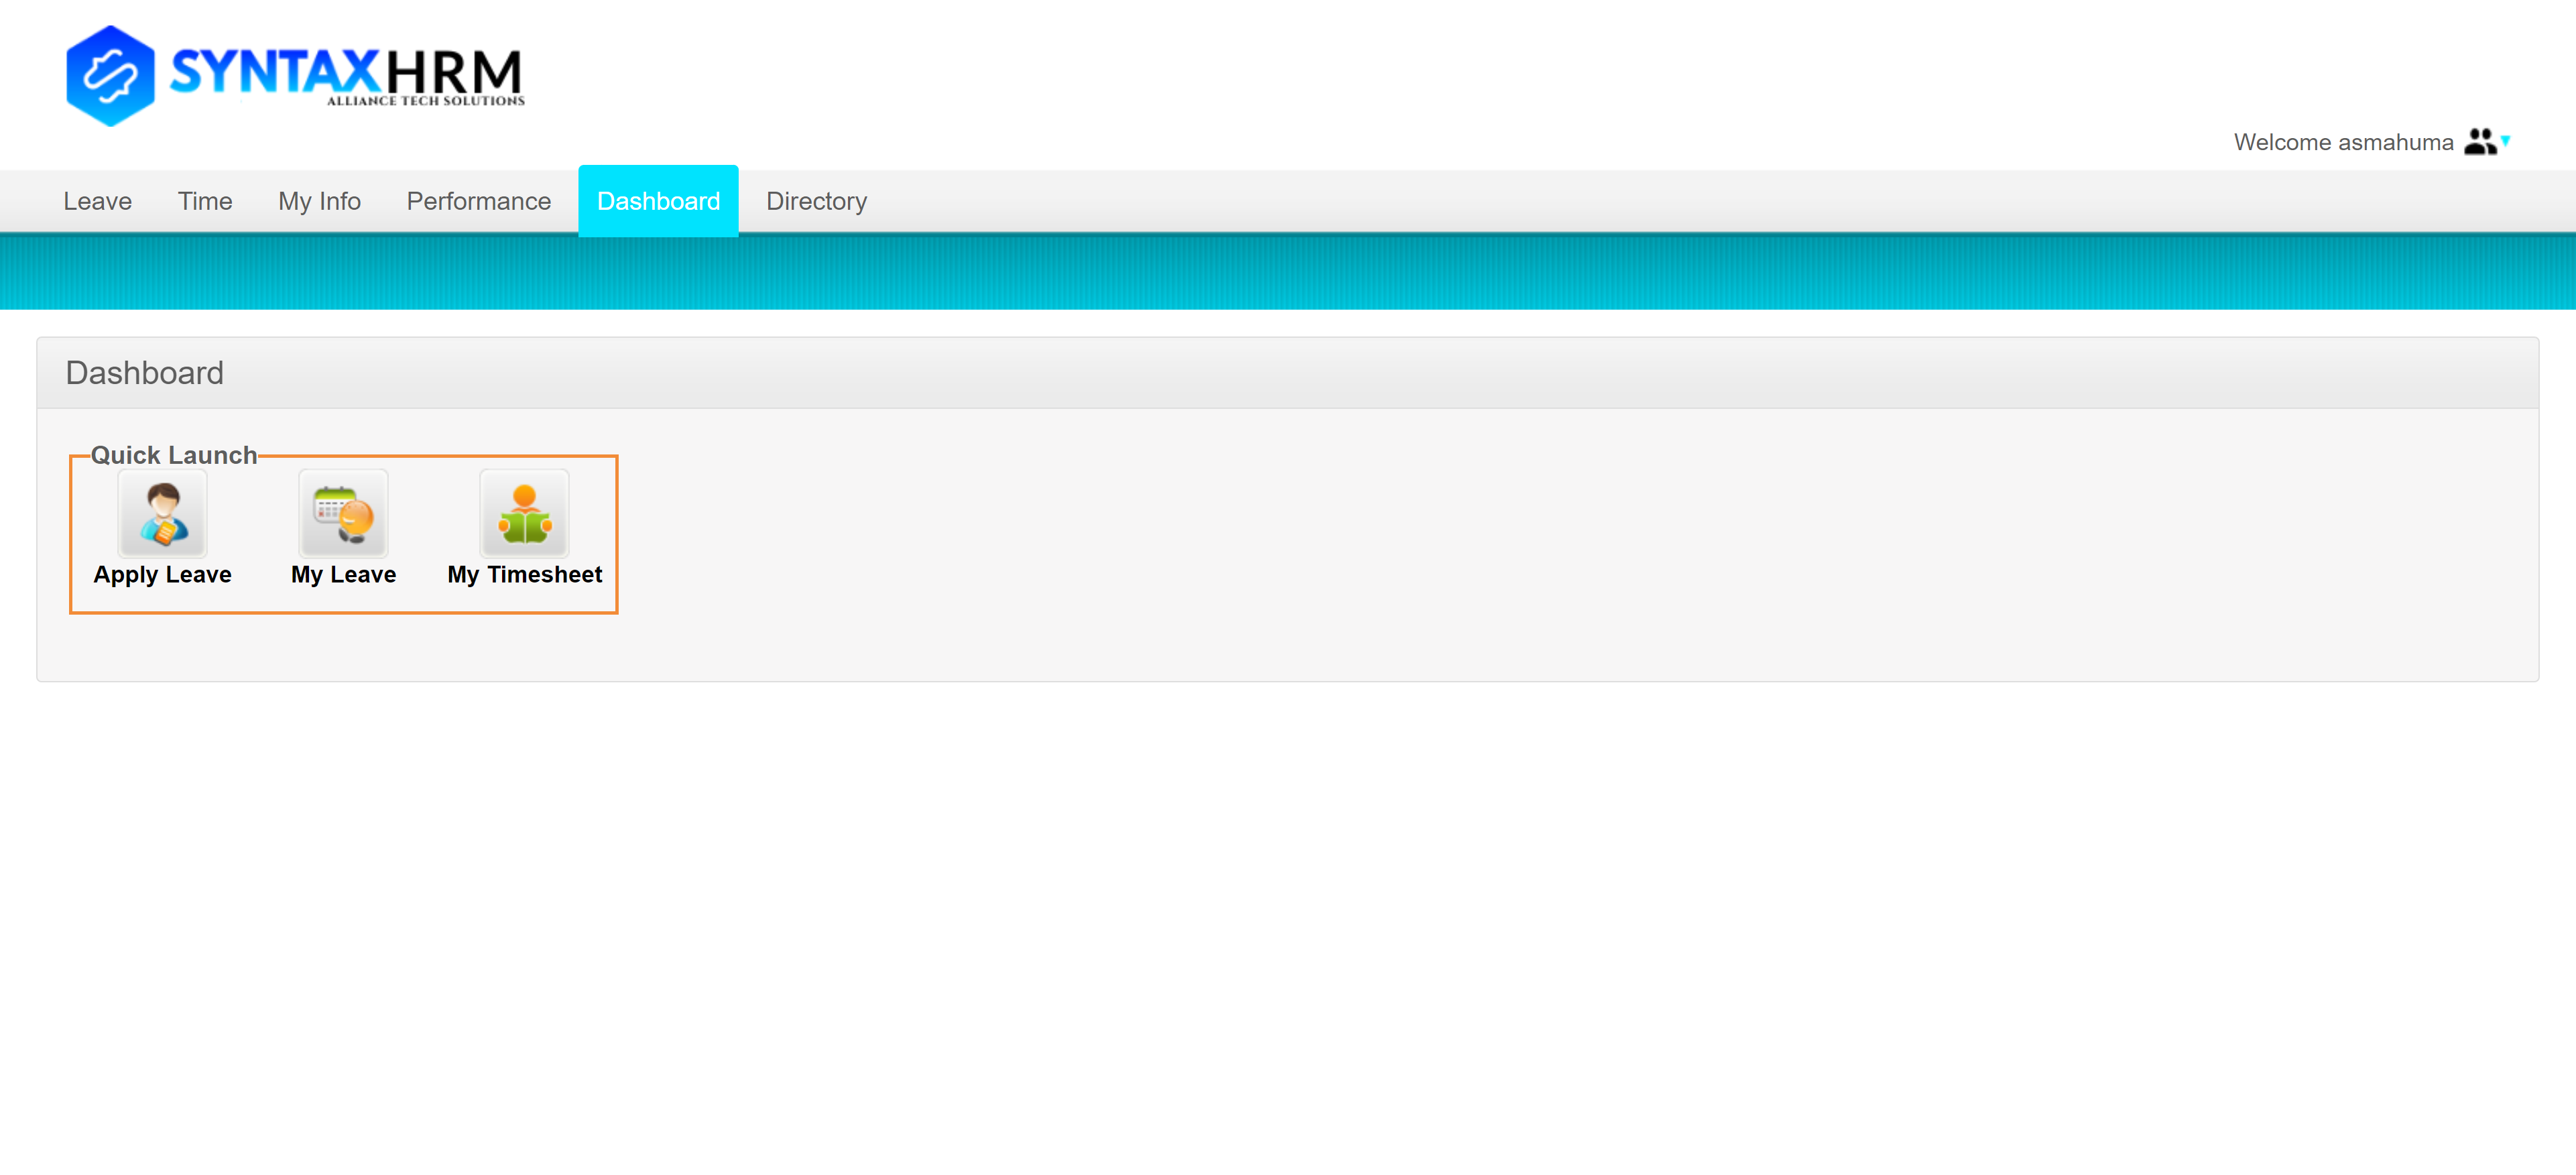 SYNTAXHRM
ALLIANCE TECH SOLUTIONS
Welcome asmahuma
Leave Time My Info Performance Dashboard Directory
Dashboard
Quick Launch
Apply Leave My Leave My Timesheet